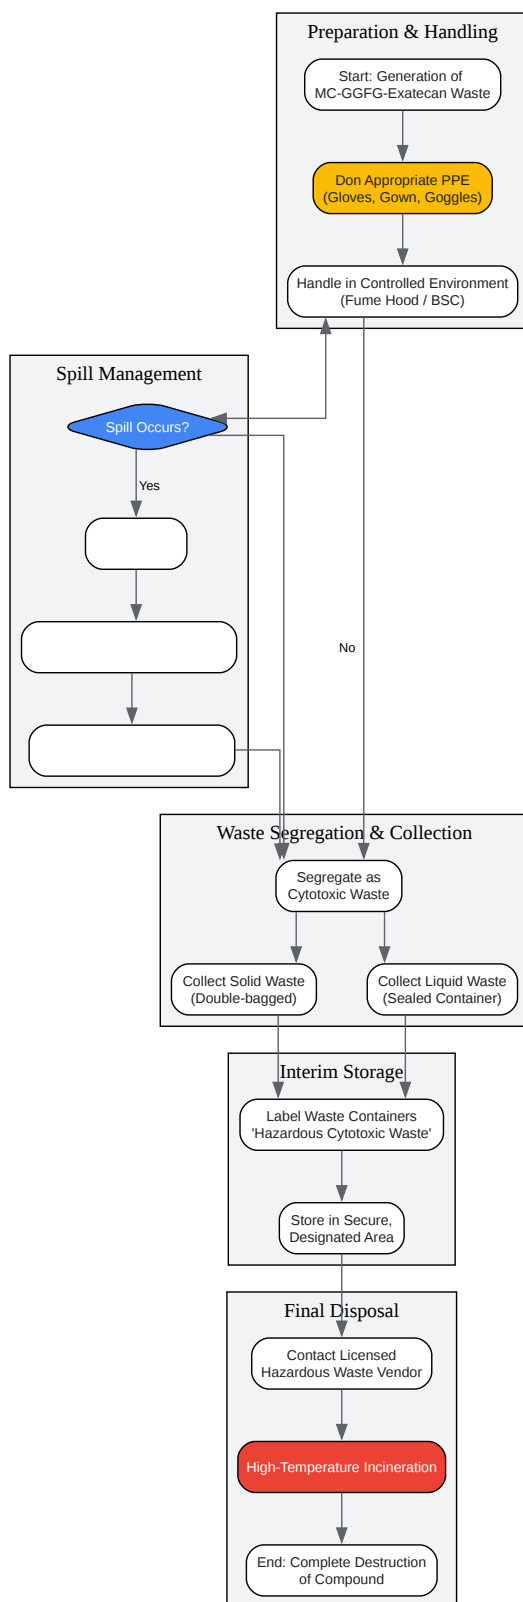 Preparation & Handling
Start: Generation of
MC-GGFG-Exatecan Waste
Don Appropriate PPE
(Gloves, Gown, Goggles)
Handle in Controlled Environment
(Fume Hood / BSC)
Spill Management
Spill Occurs?
Yes
No
Waste Segregation & Collection
Segregate as
Cytotoxic Waste
Collect Solid Waste
(Double-bagged)
Collect Liquid Waste
(Sealed Container)
Interim Storage
Label Waste Containers
'Hazardous Cytotoxic Waste'
Store in Secure,
Designated Area
Final Disposal
Contact Licensed
Hazardous Waste Vendor
High-Temperature Incineration
End: Complete Destruction
of Compound